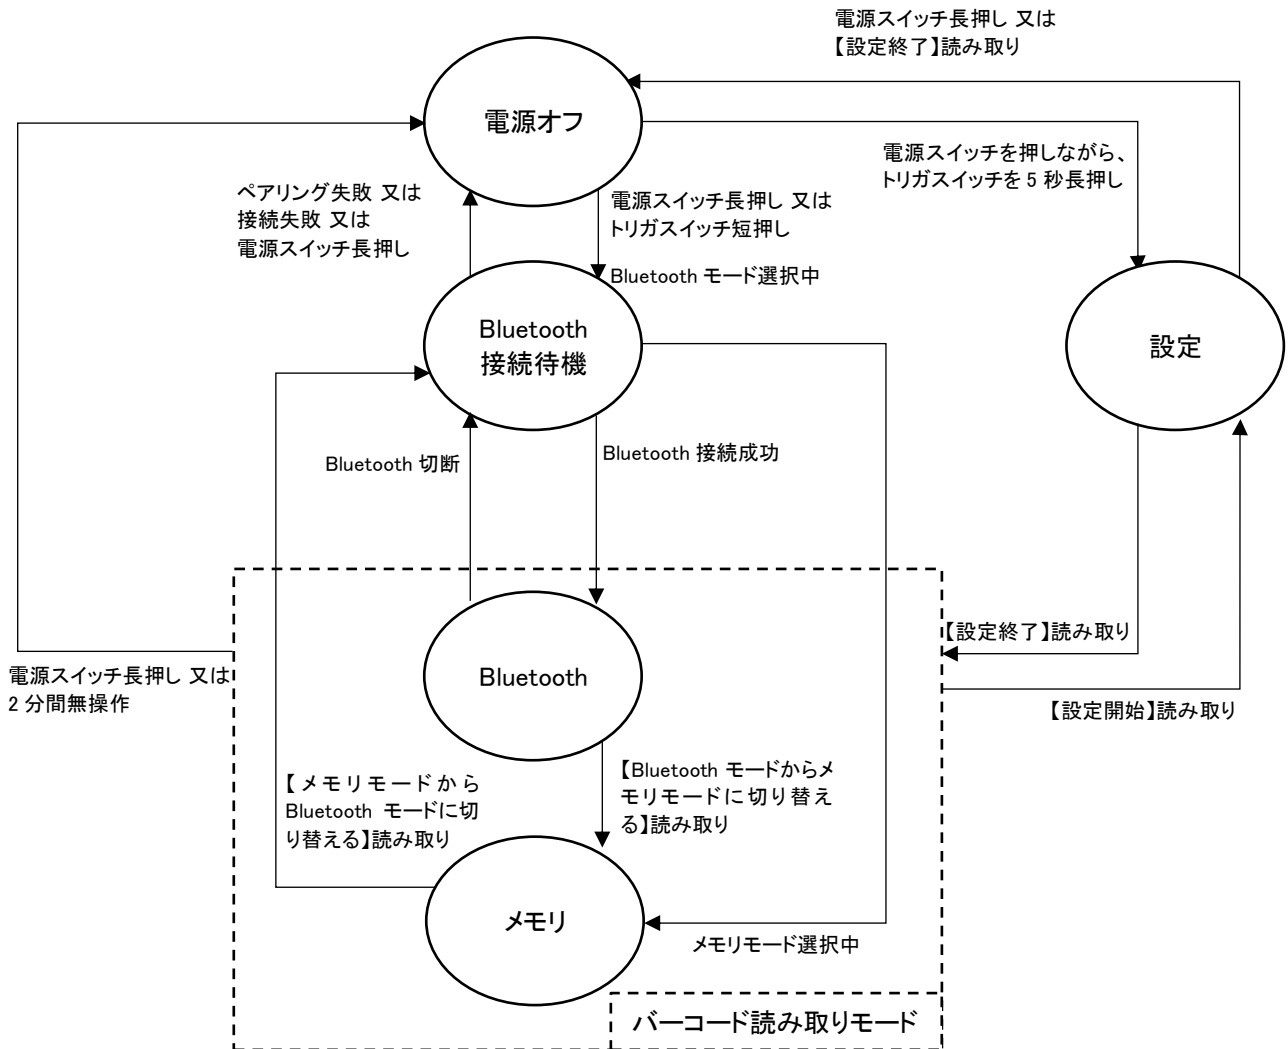 電源スイッチ長押し 又は
【設定終了】読み取り
電源オフ
電源スイッチを押しながら、
トリガスイッチを 5 秒長押し
ペアリング失敗 又は
接続失敗 又は
電源スイッチ長押し
電源スイッチ長押し 又は
トリガスイッチ短押し
Bluetooth モード選択中
Bluetooth
接続待機
設定
Bluetooth 切断
Bluetooth 接続成功
【設定終了】読み取り
電源スイッチ長押し 又は
2 分間無操作
Bluetooth
【設定開始】読み取り
【メモリモードから
Bluetooth モードに切
り替える】読み取り
【Bluetooth モードからメ
モリモードに切り替え
る】読み取り
メモリ
メモリモード選択中
バーコード読み取りモード